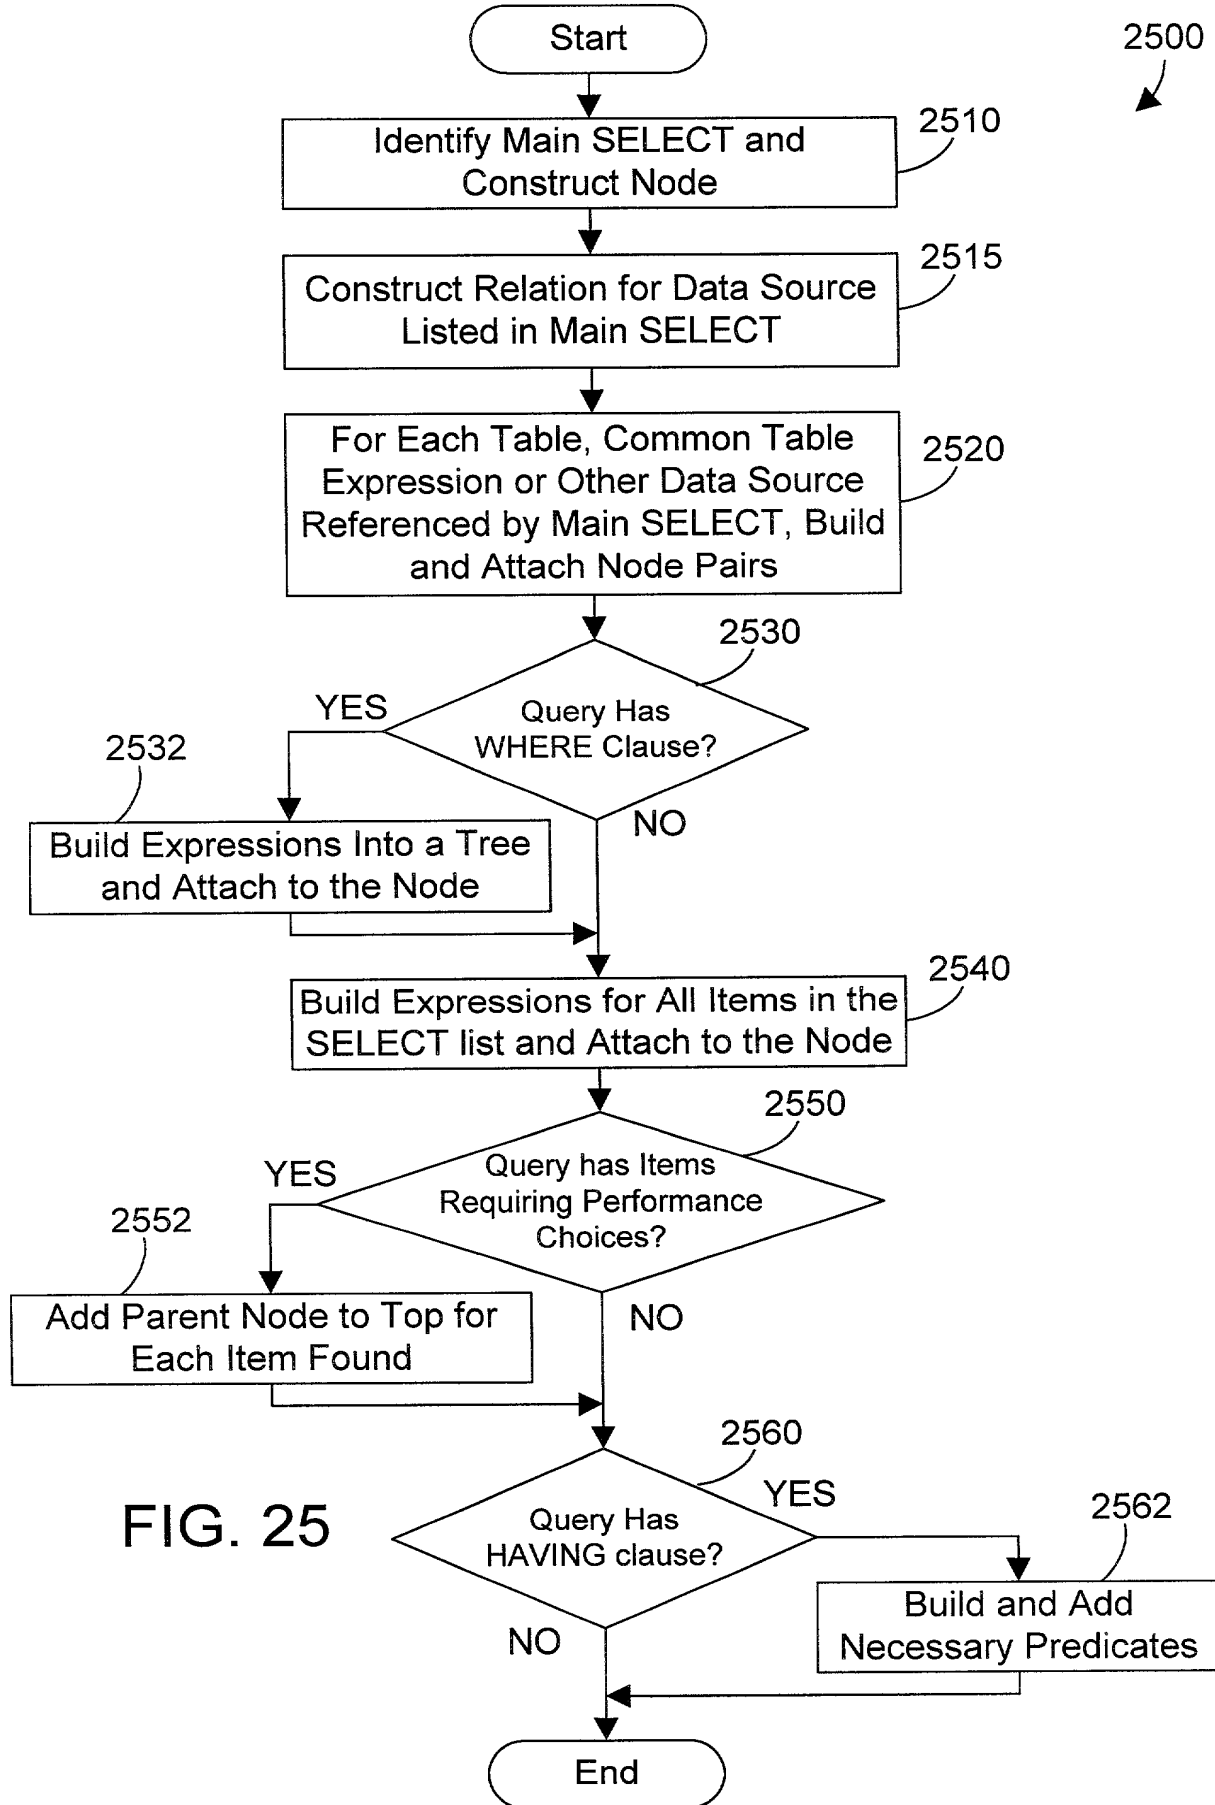 Start
2500
2510
Identify Main SELECT and
Construct Node
2515
Construct Relation for Data Source
Listed in Main SELECT
2520
For Each Table, Common Table
Expression or Other Data Source
Referenced by Main SELECT, Build
and Attach Node Pairs
2530
YES
Query Has
WHERE Clause?
2532
NO
Build Expressions Into a Tree
and Attach to the Node
2540
Build Expressions for All Items in the
SELECT list and Attach to the Node
2550
YES
Query has Items
Requiring Performance
Choices?
2552
NO
Add Parent Node to Top for
Each Item Found
2560
YES
FIG. 25
Query Has
HAVING clause?
2562
NO
Build and Add
Necessary Predicates
End